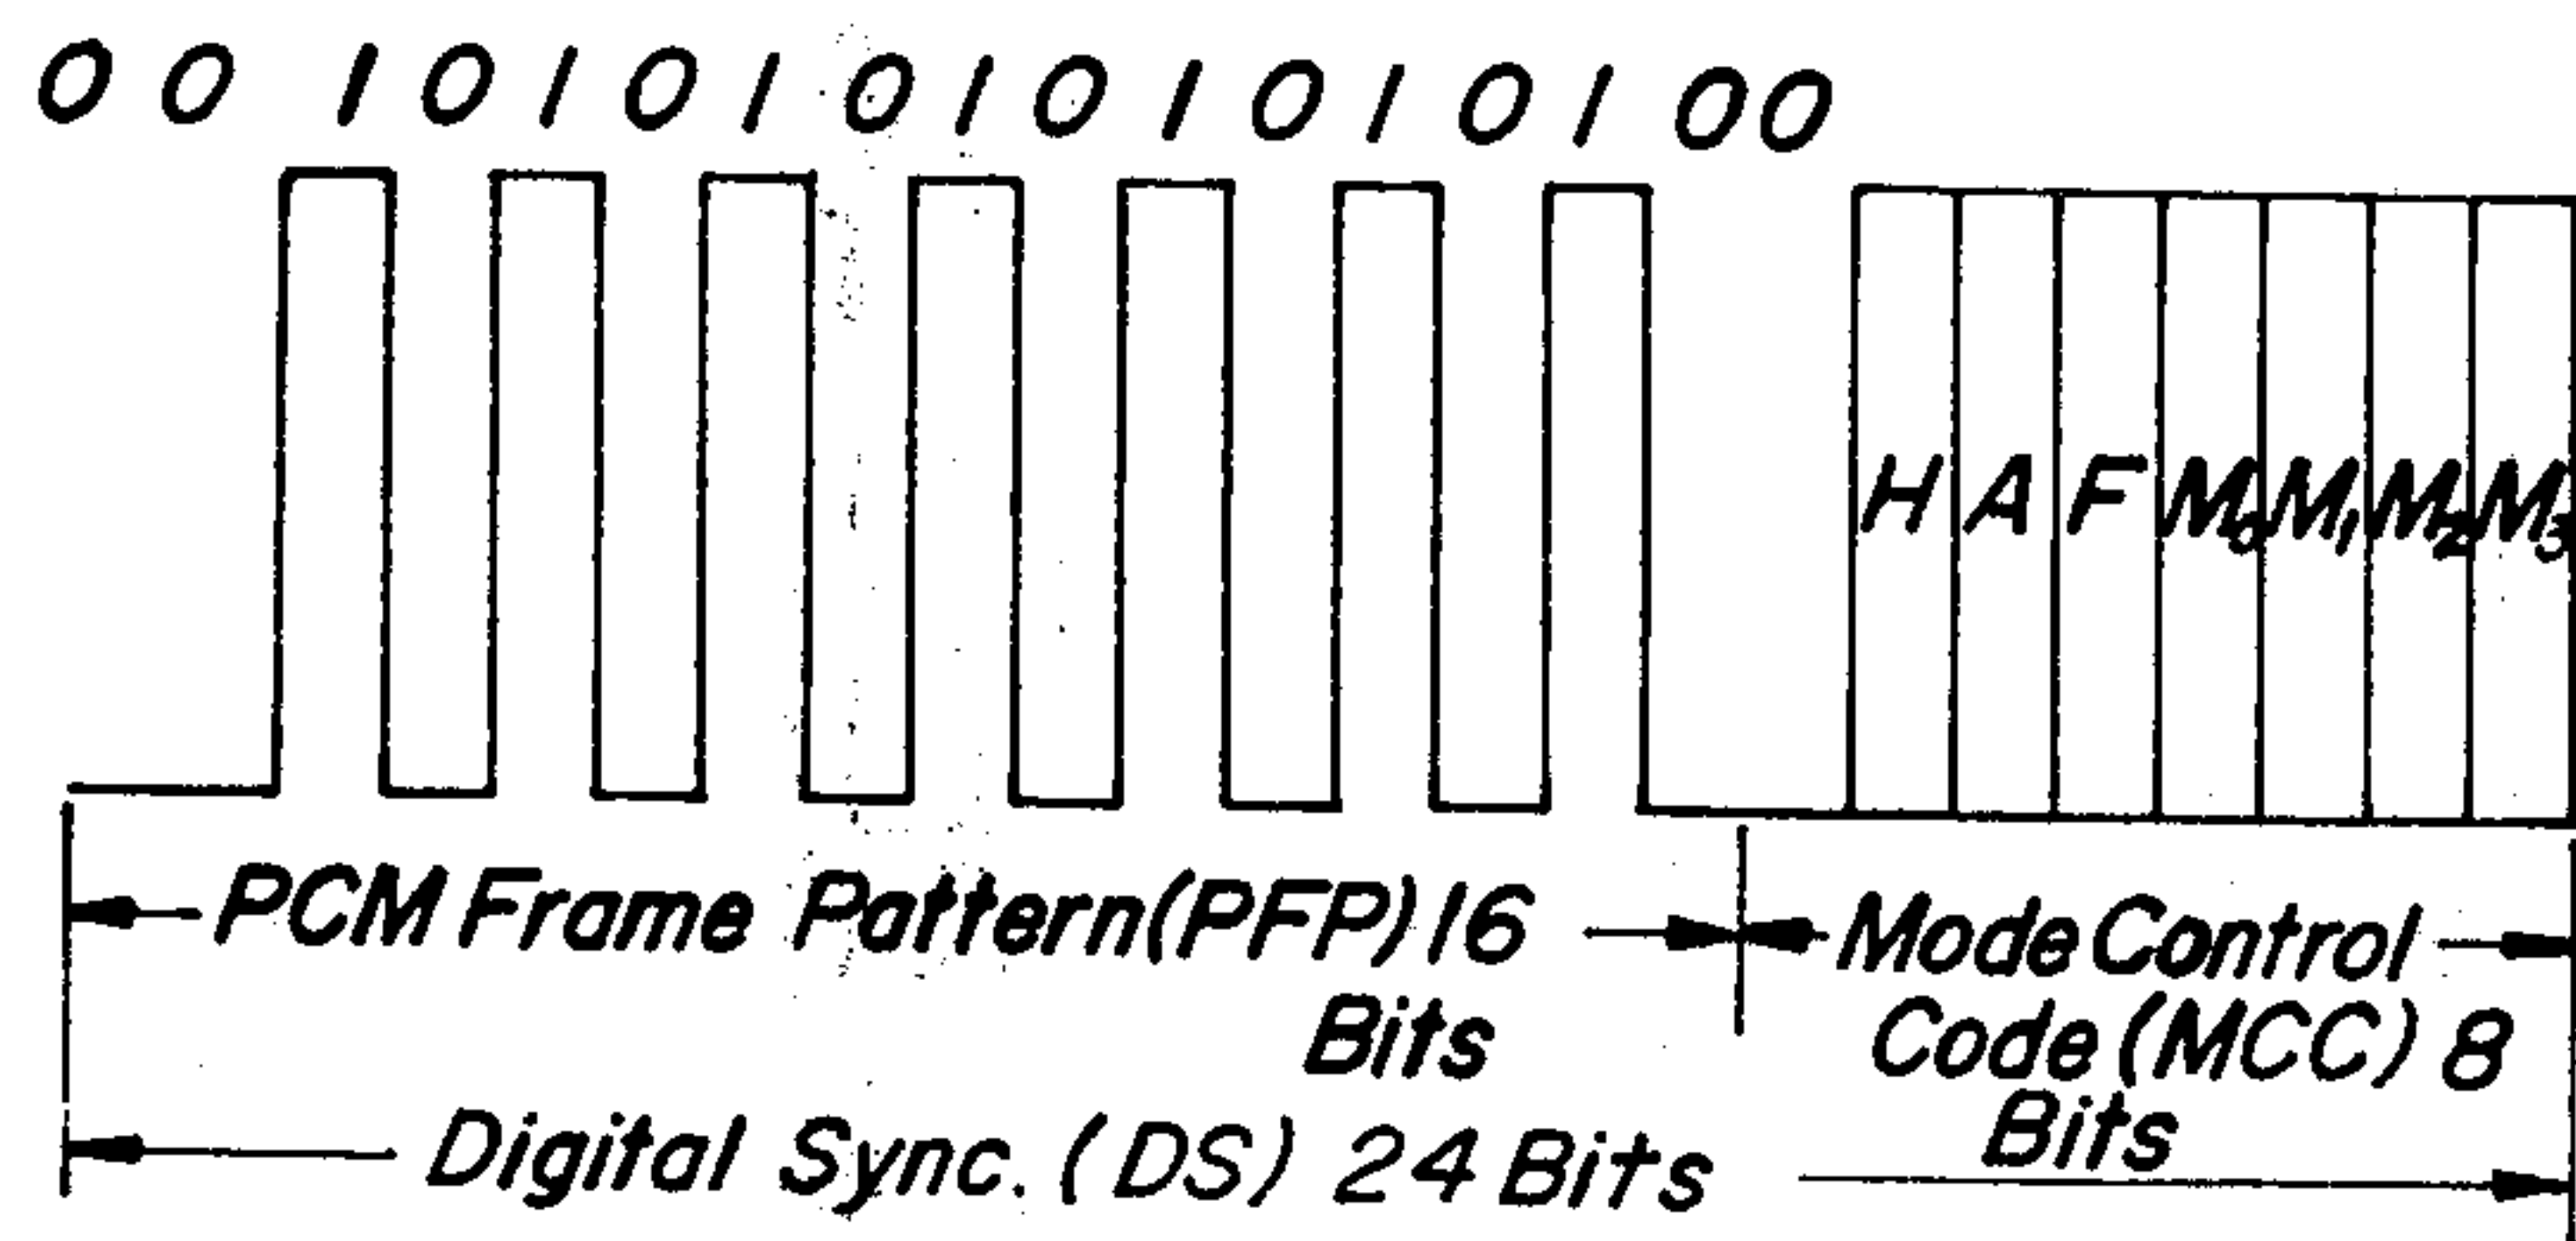 0 0 1 0 1 0 1 0 1 0 1 0 1 0 1 0 0
H A F M₀ M₁ M₂ M₃
PCM Frame Pattern(PFP) 16
Bits
Mode Control
Code (MCC) 8
Bits
Digital Sync. (DS) 24 Bits